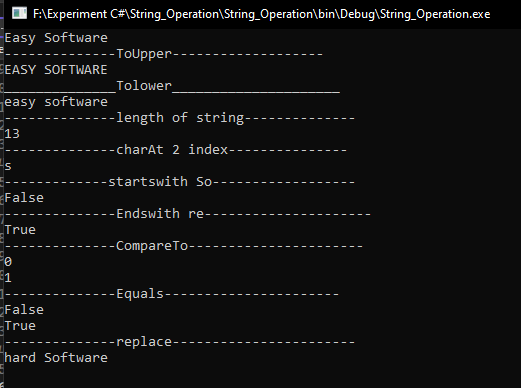 F:\Experiment C#\String_Operation\String_Operation\bin\Debug\String_Operation.exe
Easy Software
--------------ToUpper-------------------
EASY SOFTWARE
______________Tolower_____________________
easy software
--------------length of string--------------
13
--------------charAt 2 index---------------
s
-------------startswith So------------------
False
--------------Endswith re---------------------
True
--------------CompareTo----------------------
0
1
--------------Equals----------------------
False
True
--------------replace-----------------------
hard Software